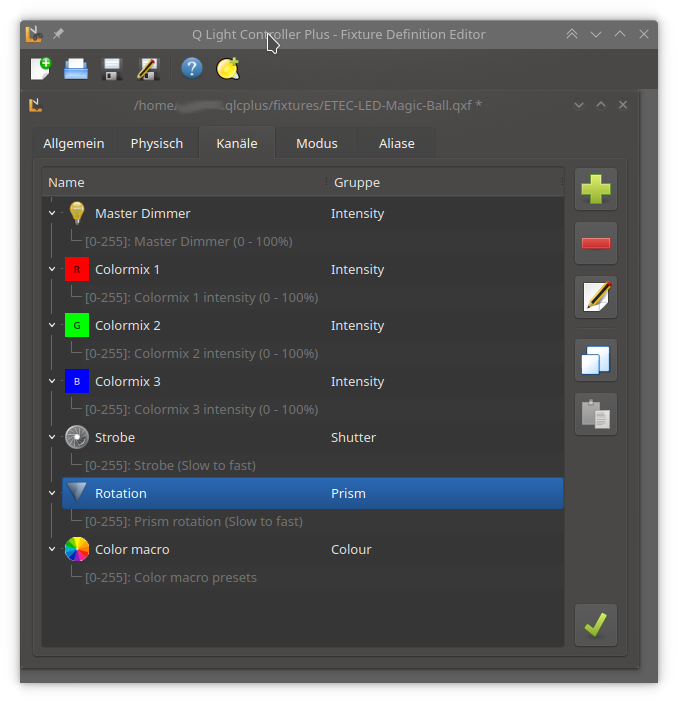 Q Light Controller Plus - Fixture Definition Editor
/home/ .qlcplus/fixtures/ETEC-LED-Magic-Ball.qxf *
Allgemein Physisch Kanäle Modus Aliase
Name Gruppe
Master Dimmer Intensity
[0-255]: Master Dimmer (0 - 100%)
R Colormix 1 Intensity
[0-255]: Colormix 1 intensity (0 - 100%)
G Colormix 2 Intensity
[0-255]: Colormix 2 intensity (0 - 100%)
B Colormix 3 Intensity
[0-255]: Colormix 3 intensity (0 - 100%)
Strobe Shutter
[0-255]: Strobe (Slow to fast)
Rotation Prism
[0-255]: Prism rotation (Slow to fast)
Color macro Colour
[0-255]: Color macro presets